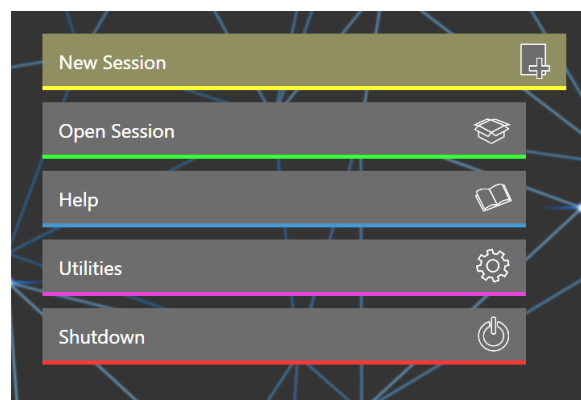 New Session
Open Session
Help
Utilities
Shutdown